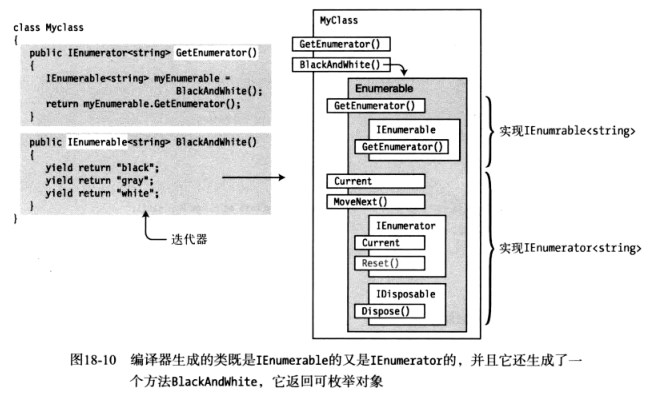 class Myclass
{
public IEnumerator<string> GetEnumerator()
{
IEnumerable<string> myEnumerable =
BlackAndWhite();
return myEnumerable.GetEnumerator();
}
public IEnumerable<string> BlackAndWhite()
{
yield return "black";
yield return "gray";
yield return "white";
}
}
迭代器
MyClass
GetEnumerator()
BlackAndWhite()
Enumerable
GetEnumerator()
IEnumerable
GetEnumerator()
Current
MoveNext()
IEnumerator
Current
Reset()
IDisposable
Dispose()
实现IEnumrable<string>
实现IEnumerator<string>
图18-10 编译器生成的类既是IEnumerable的又是IEnumerator的，并且它还生成了一
个方法BlackAndWhite，它返回可枚举对象